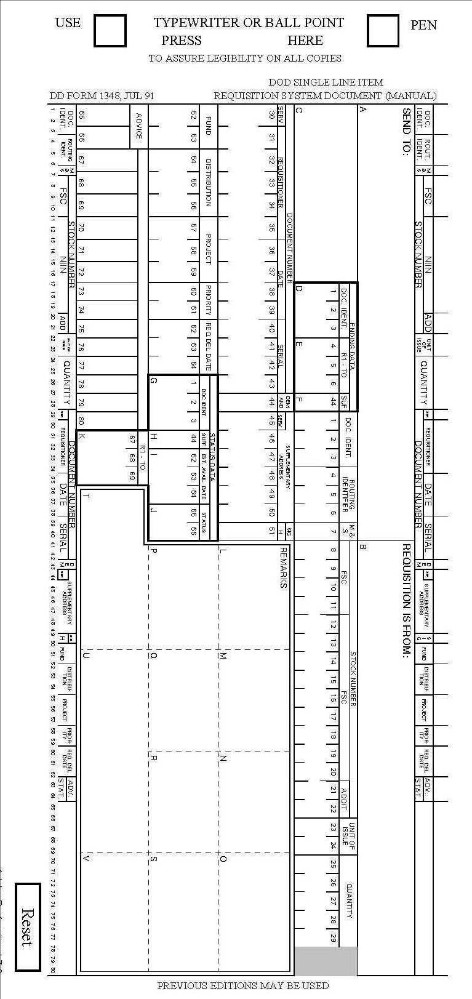 USE TYPEWRITER OR BALL POINT PEN
PRESS HERE
TO ASSURE LEGIBILITY ON ALL COPIES
DOD SINGLE LINE ITEM
DD FORM 1348, JUL 91 REQUISITION SYSTEM DOCUMENT (MANUAL)
DOC. IDENT. ROUT. IDENT. M & S FSC NIIN ADD UNIT OF ISSUE QUANTITY REQUISITIONER DATE SERIAL D E M SUPPLEMENTARY ADDRESS S I G FUND DISTRIBU-TION PROJECT PRIOR-ITY REQ. DEL DATE ADV. STAT.
STOCK NUMBER DOCUMENT NUMBER
A SEND TO:
B REQUISITION IS FROM:
C
ENDING DATA
DOC. IDENT. R1 - TO SUF
1 2 3 4 5 6 44
D E F
STOCK NUMBER
DOC. IDENT. ROUTING IDENTIFIER M & S FSC FSC ADDIT UNIT OF ISSUE QUANTITY
1 2 3 4 5 6 7 8 9 10 11 12 13 14 15 16 17 18 19 20 21 22 23 24 25 26 27 28 29
DOCUMENT NUMBER
SERV REQUISITIONER DATE SERIAL DEM AND SERV SUPPLEMENTARY ADDRESS SIG H
30 31 32 33 34 35 36 37 38 39 40 41 42 43 44 45 46 47 48 49 50 51
REMARKS
FUND DISTRIBUTION PROJECT PRIORITY REQ DEL DATE
52 53 54 55 56 57 58 59 60 61 62 63 64
STATUS DATA
DOC IDENT SUFF EST. AVAIL DATE STATUS
1 2 3 44 62 63 64 65 66
G H I J
L M N O
ADVICE
65 66 67 68 69 70 71 72 73 74 75 76 77 78 79 80
R1 - TO
67 68 69
K
P Q R S
T U V
STOCK NUMBER DOCUMENT NUMBER
DOC. IDENT. ROUTING IDENT. M & S FSC NIIN ADD UNIT OF ISSUE QUANTITY REQUISITIONER DATE SERIAL D E M SUPPLEMENTARY ADDRESS H FUND DISTRIBU-TION PROJECT PRIOR-ITY REQ. DEL DATE ADV. STAT.
1 2 3 4 5 6 7 8 9 10 11 12 13 14 15 16 17 18 19 20 21 22 23 24 25 26 27 28 29 30 31 32 33 34 35 36 37 38 39 40 41 42 43 44 45 46 47 48 49 50 51 52 53 54 55 56 57 58 59 60 61 62 63 64 65 66 67 68 69 70 71 72 73 74 75 76 77 78 79 80
Reset
PREVIOUS EDITIONS MAY BE USED